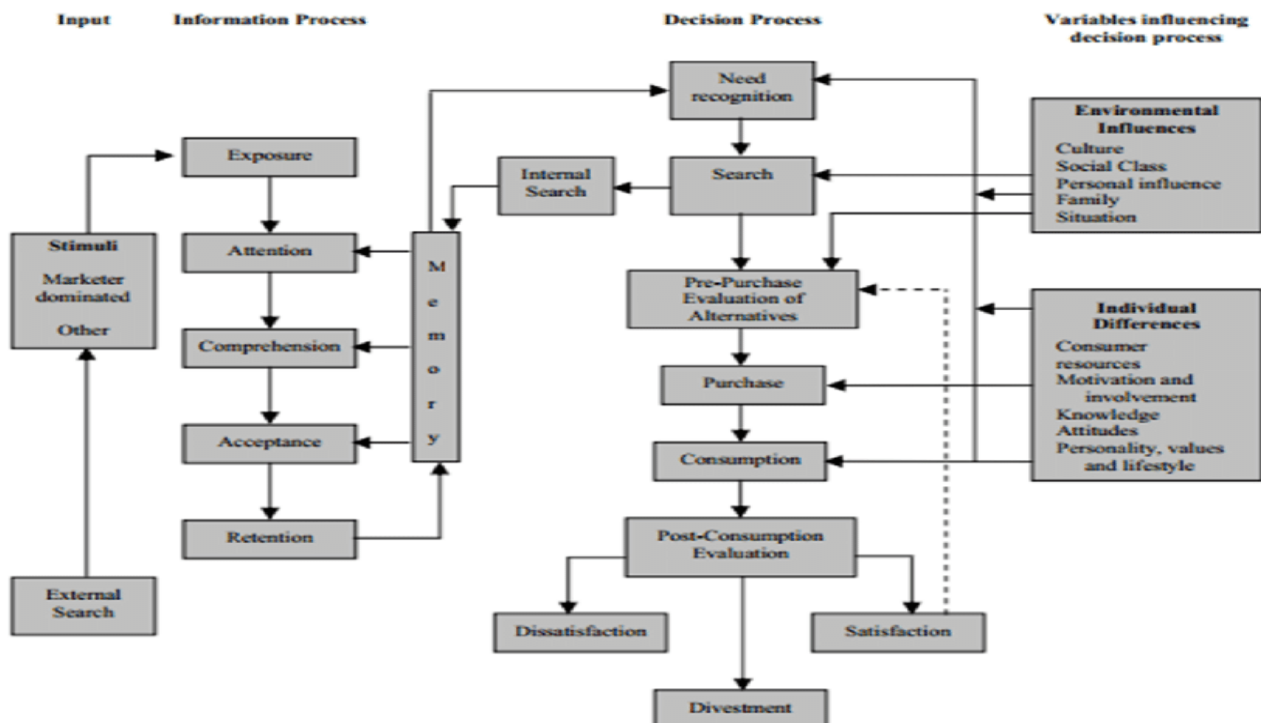 Input
Information Process
Decision Process
Variables influencing
decision process
Need
recognition
Environmental
Influences
Culture
Social Class
Personal influence
Family
Situation
Exposure
Internal
Search
Search
Stimuli
Marketer
dominated
Other
Attention
M
e
m
o
r
y
Pre-Purchase
Evaluation of
Alternatives
Individual
Differences
Consumer
resources
Motivation and
involvement
Knowledge
Attitudes
Personality, values
and lifestyle
Comprehension
Purchase
Acceptance
Consumption
Retention
Post-Consumption
Evaluation
External
Search
Dissatisfaction
Satisfaction
Divestment